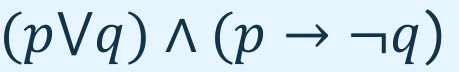 (p∨q) ∧ (p → ¬q)